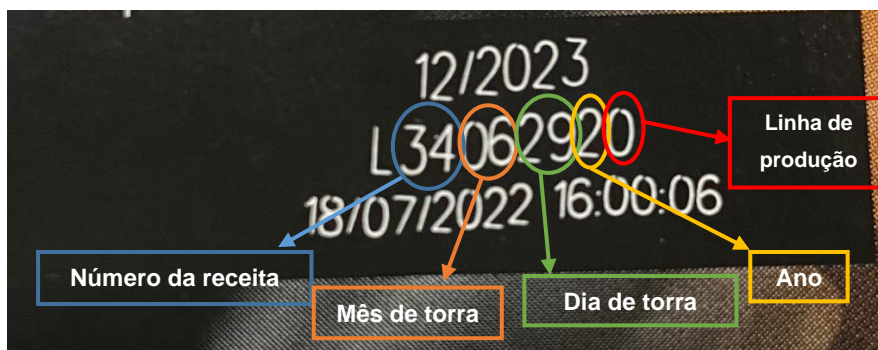 12/2023
L34062920
18/07/2022 16:00:06
Linha de
produção
Número da receita
Mês de torra
Dia de torra
Ano